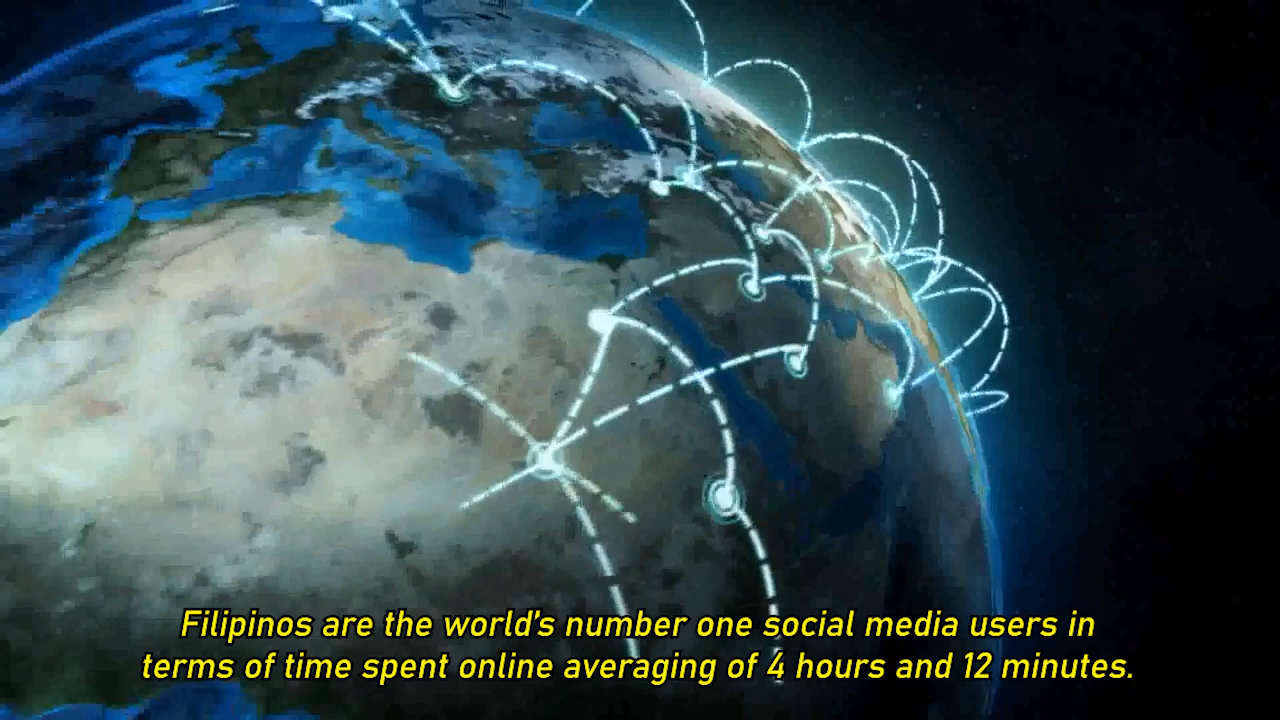 Filipinos are the world's number one social media users in
terms of time spent online averaging of 4 hours and 12 minutes.